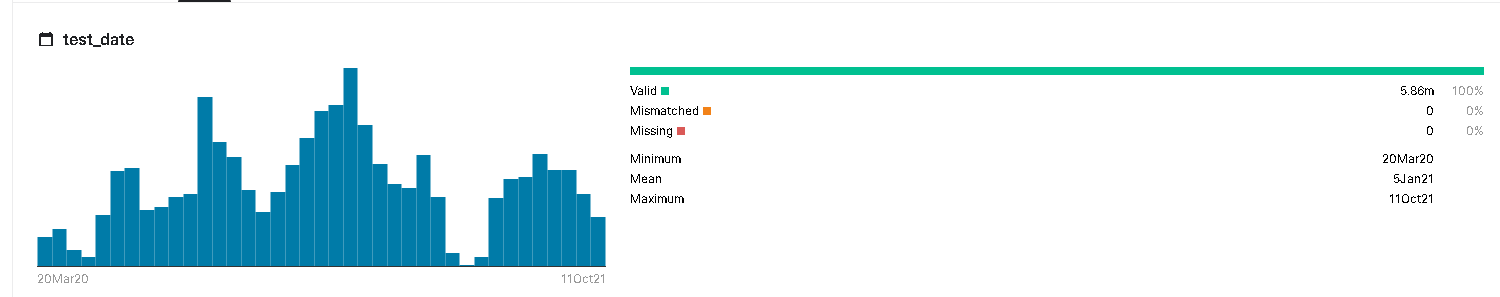 test_date
Valid 5.86m 100%
Mismatched 0 0%
Missing 0 0%
Minimum 20Mar20
Mean 5Jan21
Maximum 11Oct21
20Mar20 11Oct21